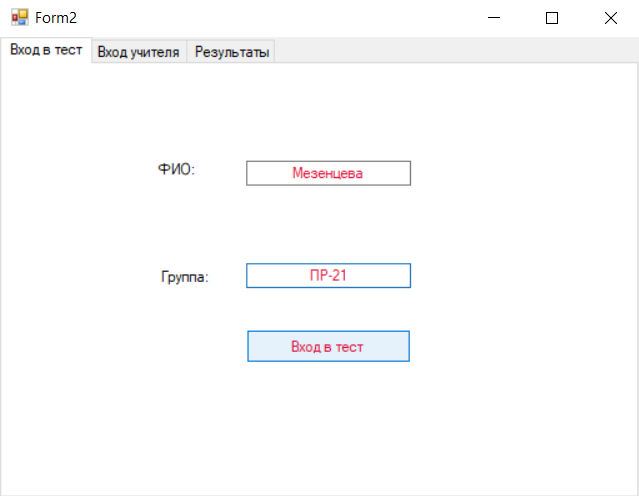 Form2
Вход в тест Вход учителя Результаты
ФИО: Мезенцева
Группа: ПР-21
Вход в тест